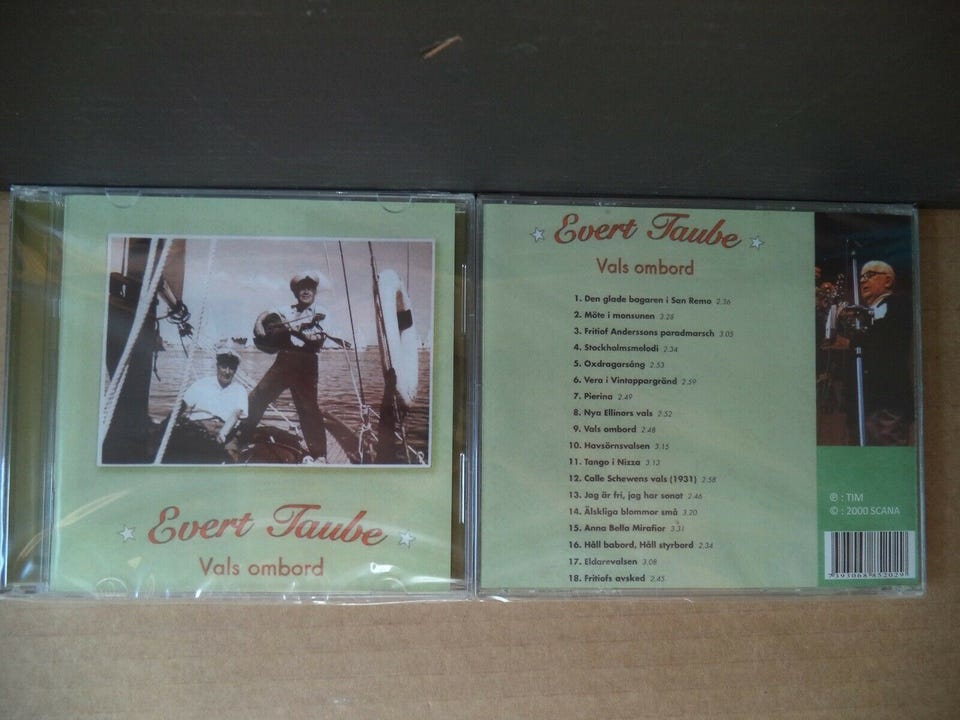 Evert Taube
Vals ombord
Evert Taube
Vals ombord
1. Den glade bagaren i San Remo 2.36
2. Möte i monsunen 3.28
3. Fritiof Anderssons paradmarsch 3.05
4. Stockholmsmelodi 2.34
5. Oxdragarsång 2.53
6. Vera i Vintappargränd 2.59
7. Pierina 2.49
8. Nya Ellinors vals 2.52
9. Vals ombord 2.48
10. Havsörnsvalsen 3.15
11. Tango i Nizza 3.13
12. Calle Schewens vals (1931) 2.58
13. Jag är fri, jag har sonat 2.46
14. Älskliga blommor små 3.20
15. Anna Bella Mirafior 3.31
16. Håll babord, Håll styrbord 2.34
17. Eldarevalsen 3.08
18. Fritiofs avsked 2.45
℗ : TIM
© : 2000 SCANA
7393068852029